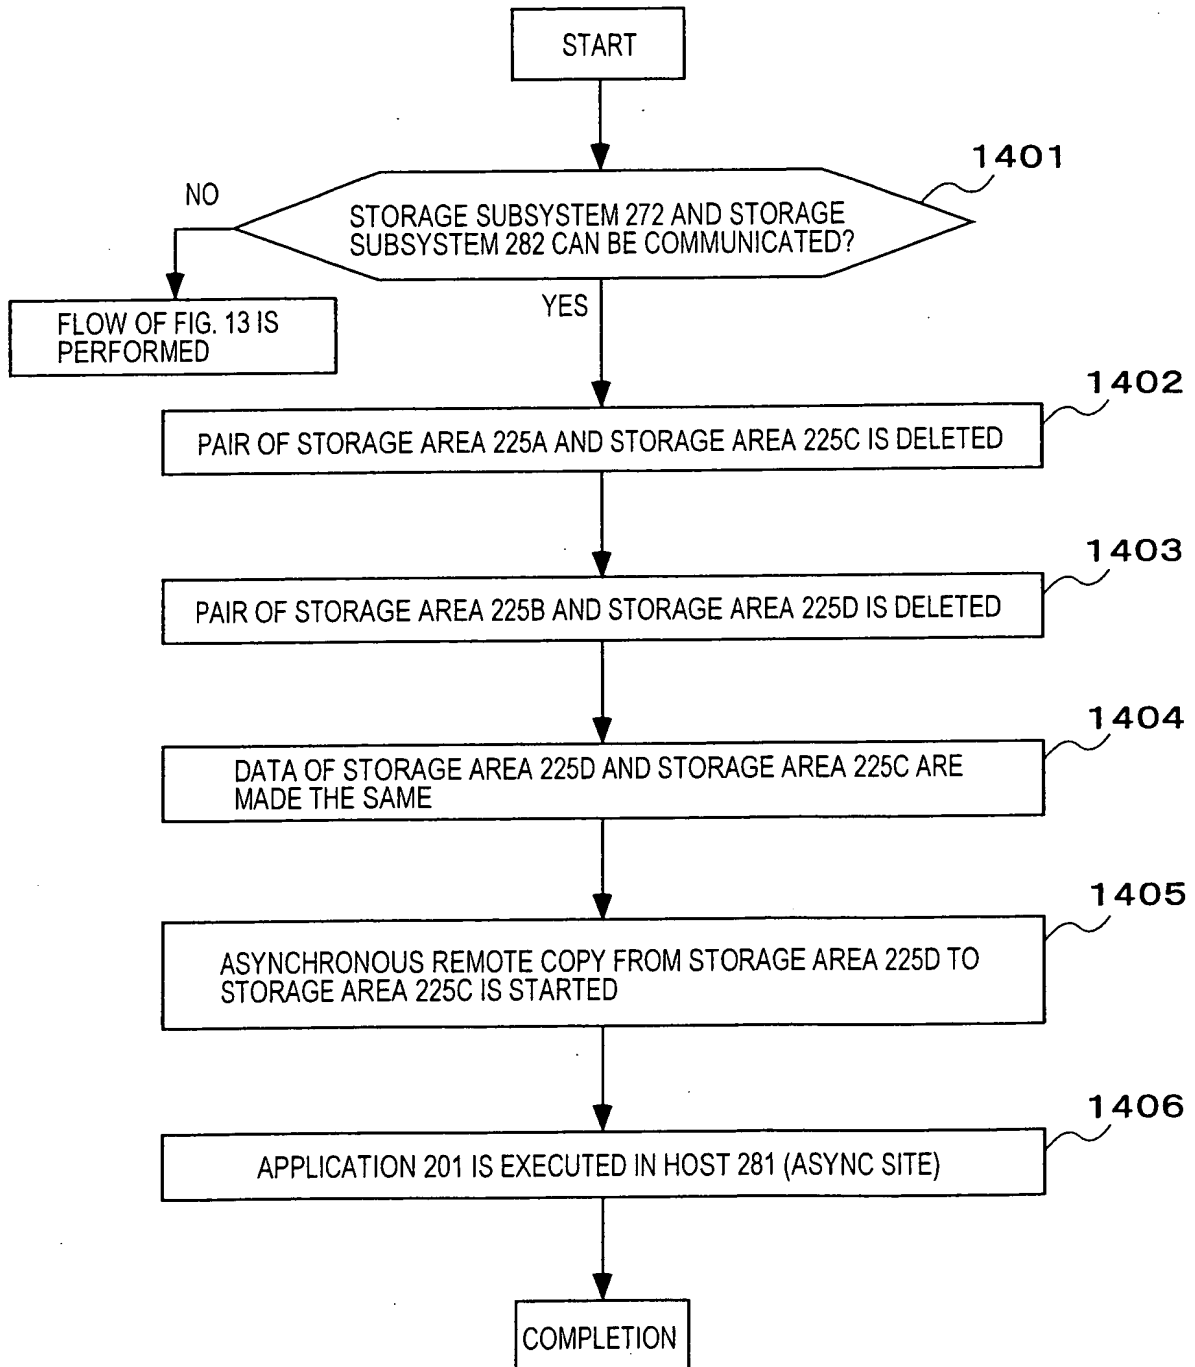 START
1401
NO
STORAGE SUBSYSTEM 272 AND STORAGE
SUBSYSTEM 282 CAN BE COMMUNICATED?
YES
FLOW OF FIG. 13 IS
PERFORMED
1402
PAIR OF STORAGE AREA 225A AND STORAGE AREA 225C IS DELETED
1403
PAIR OF STORAGE AREA 225B AND STORAGE AREA 225D IS DELETED
1404
DATA OF STORAGE AREA 225D AND STORAGE AREA 225C ARE
MADE THE SAME
1405
ASYNCHRONOUS REMOTE COPY FROM STORAGE AREA 225D TO
STORAGE AREA 225C IS STARTED
1406
APPLICATION 201 IS EXECUTED IN HOST 281 (ASYNC SITE)
COMPLETION